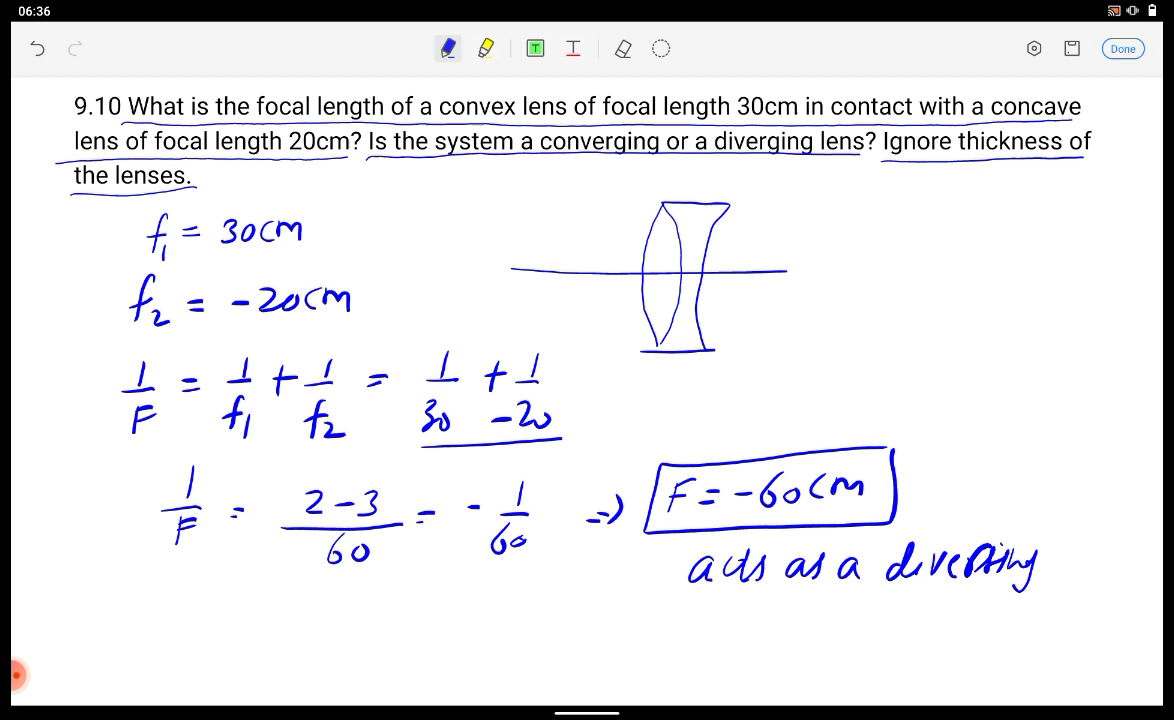 06:36
T T Done
9.10 What is the focal length of a convex lens of focal length 30cm in contact with a concave
lens of focal length 20cm? Is the system a converging or a diverging lens? Ignore thickness of
the lenses.
f₁ = 30cm
f₂ = -20cm
1/F = 1/f₁ + 1/f₂ = 1/30 + 1/-20
1/F = 2-3/60 = -1/60 => F = -60cm
acts as a diverging